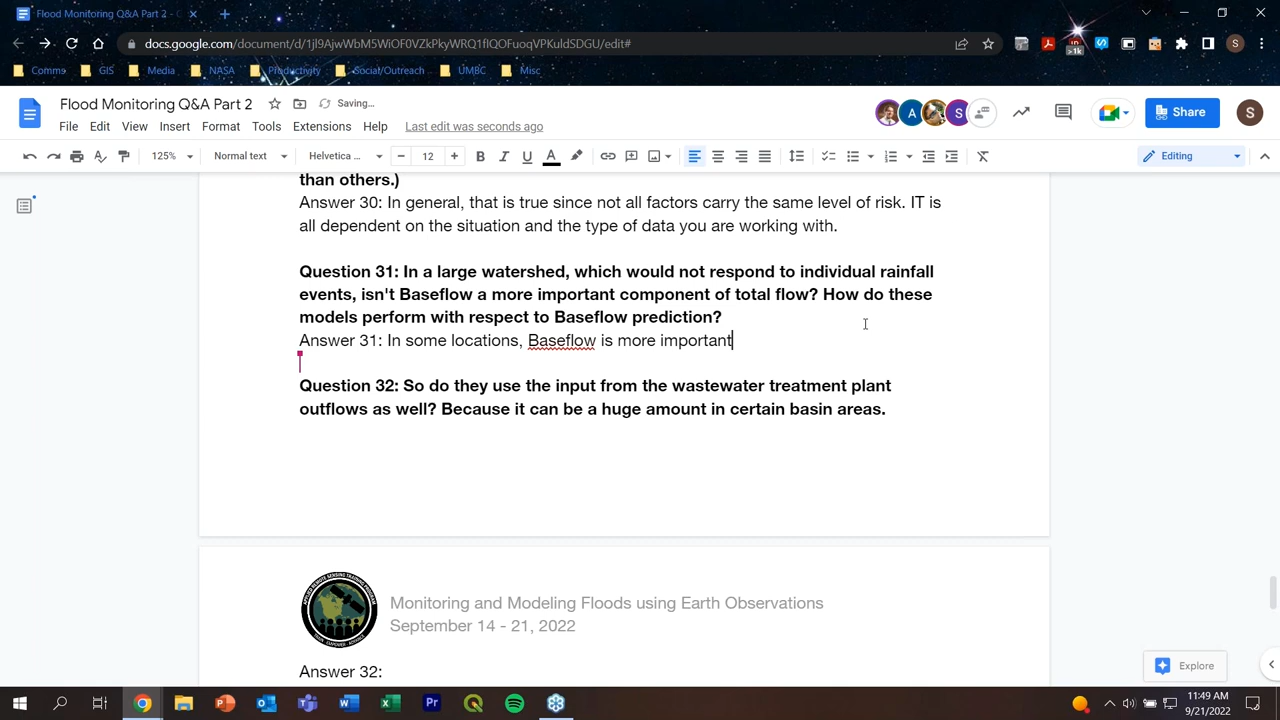 Flood Monitoring Q&A Part 2 - G
docs.google.com/document/d/1jl9AjwWbM5WiOF0VZkPkyWRQ1flQOFuoqVPKuldSDGU/edit#
>1k
S
Comms
GIS
Media
NASA
Productivity
Social/Outreach
UMBC
Misc
Flood Monitoring Q&A Part 2
Saving...
A
S
Share
S
File Edit View Insert Format Tools Extensions Help Last edit was seconds ago
125% Normal text Helvetica ... 12 B I U A Editing
than others.)
Answer 30: In general, that is true since not all factors carry the same level of risk. IT is
all dependent on the situation and the type of data you are working with.
Question 31: In a large watershed, which would not respond to individual rainfall
events, isn't Baseflow a more important component of total flow? How do these
models perform with respect to Baseflow prediction?
Answer 31: In some locations, Baseflow is more important
Question 32: So do they use the input from the wastewater treatment plant
outflows as well? Because it can be a huge amount in certain basin areas.
Monitoring and Modeling Floods using Earth Observations
September 14 - 21, 2022
Answer 32:
Explore
11:49 AM
9/21/2022